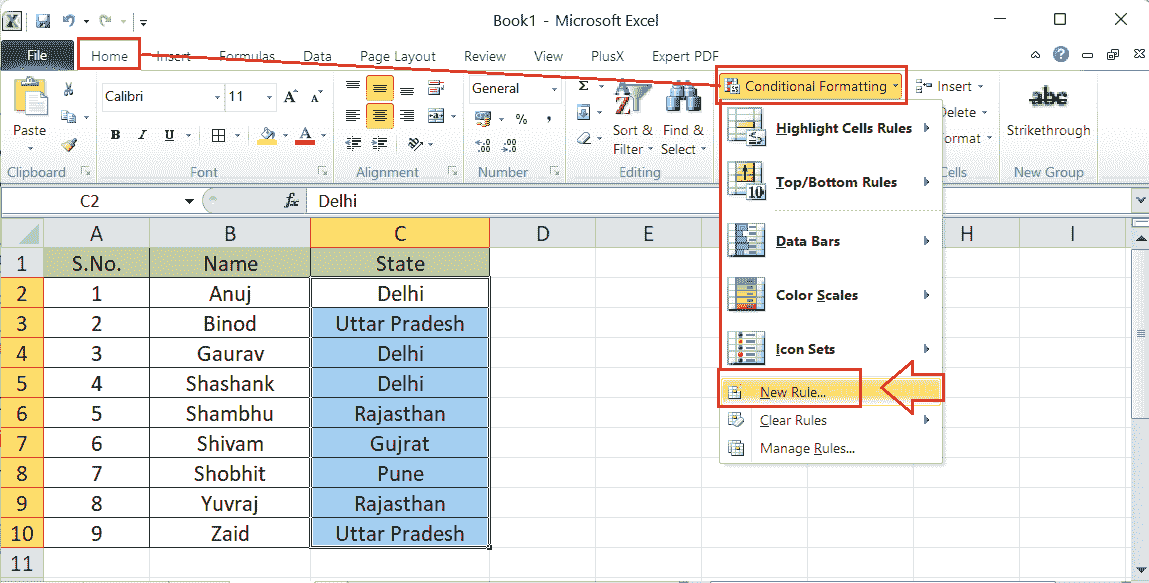 Book1 - Microsoft Excel
File Home Insert Formulas Data Page Layout Review View PlusX Expert PDF
Calibri 11 General Conditional Formatting Insert
Paste B I U % , Sort & Find & elete Strikethrough
Filter Select ormat
Clipboard Font Alignment Number Editing ells New Group
Highlight Cells Rules
Top/Bottom Rules
Data Bars
Color Scales
Icon Sets
New Rule...
Clear Rules
Manage Rules...
C2 fx Delhi
A B C D E H I
1 S.No. Name State
2 1 Anuj Delhi
3 2 Binod Uttar Pradesh
4 3 Gaurav Delhi
5 4 Shashank Delhi
6 5 Shambhu Rajasthan
7 6 Shivam Gujrat
8 7 Shobhit Pune
9 8 Yuvraj Rajasthan
10 9 Zaid Uttar Pradesh
11